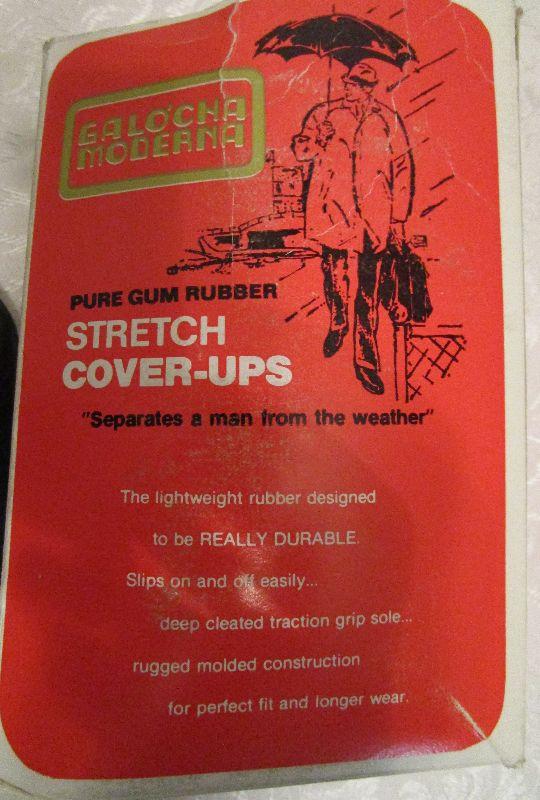 GALÓCHA
MODERNA
PURE GUM RUBBER
STRETCH
COVER-UPS
"Separates a man from the weather"
The lightweight rubber designed
to be REALLY DURABLE.
Slips on and off easily...
deep cleated traction grip sole...
rugged molded construction
for perfect fit and longer wear.